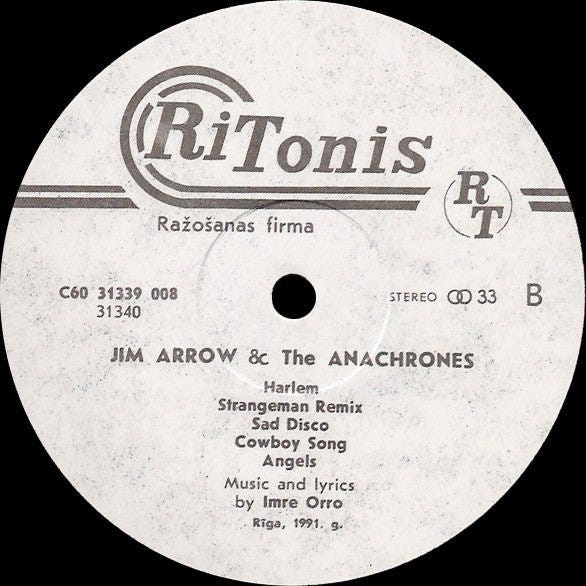 RiTonis
RT
Ražošanas firma
C60 31339 008
31340
STEREO 33 B
JIM ARROW & The ANACHRONES
Harlem
Strangeman Remix
Sad Disco
Cowboy Song
Angels
Music and lyrics
by Imre Orro
Rīga, 1991. g.